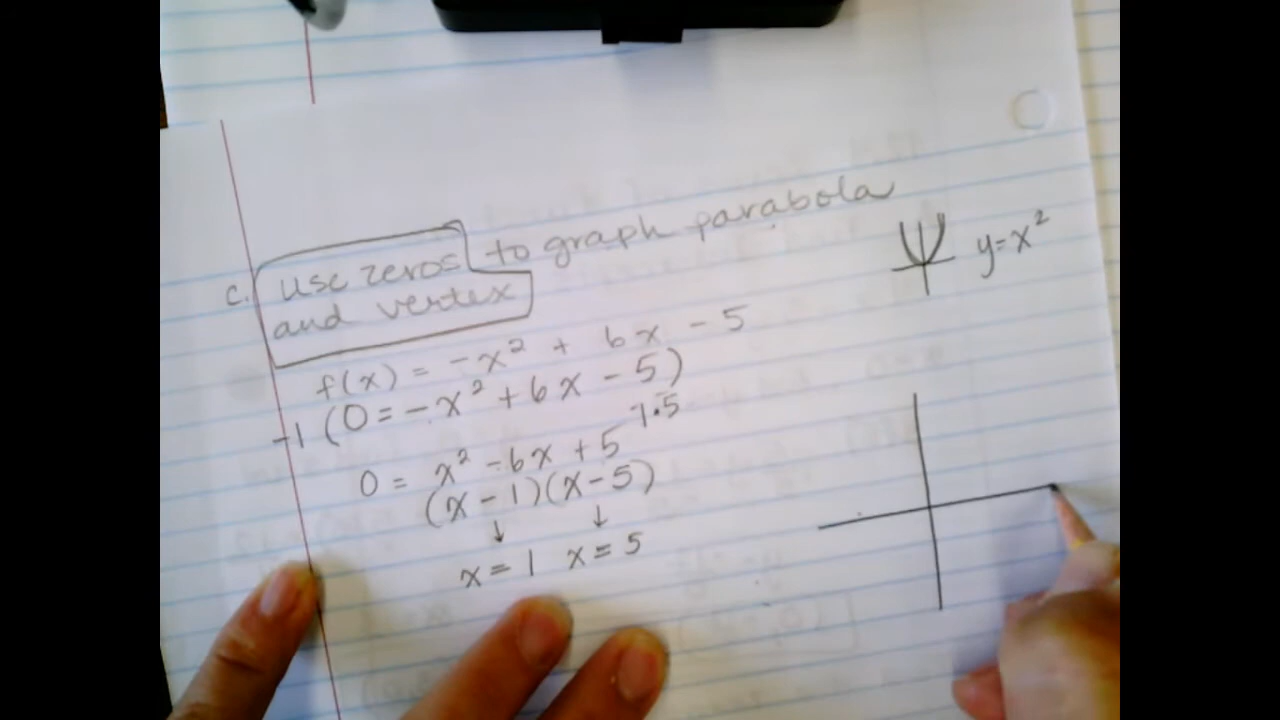 c. use zeros to graph parabola
and vertex
y=x²
f(x) = -x² + 6x - 5
-1 (0 = -x² + 6x - 5)
1·5
0 = x² - 6x + 5
(x - 1)(x - 5)
↓ ↓
x = 1 x = 5